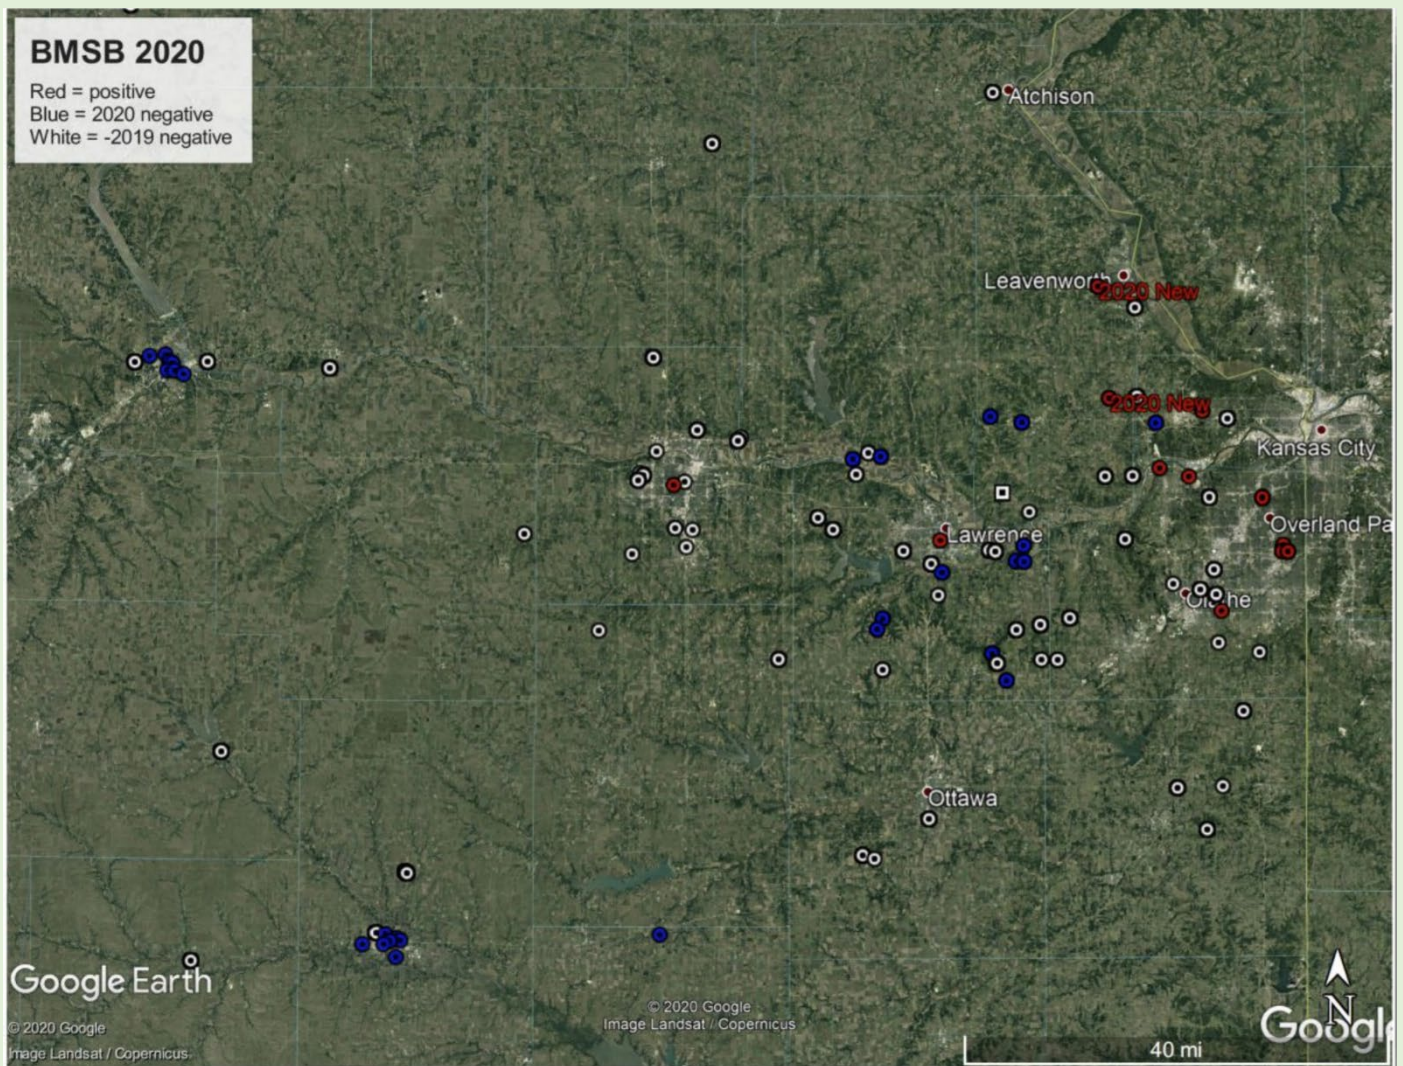 BMSB 2020
Red = positive
Blue = 2020 negative
White = -2019 negative
Atchison
Leavenworth
2020 New
2020 New
Kansas City
Overland Pa
Lawrence
Olathe
Ottawa
Google Earth
© 2020 Google
Image Landsat / Copernicus
© 2020 Google
Image Landsat / Copernicus
N
Googl
40 mi